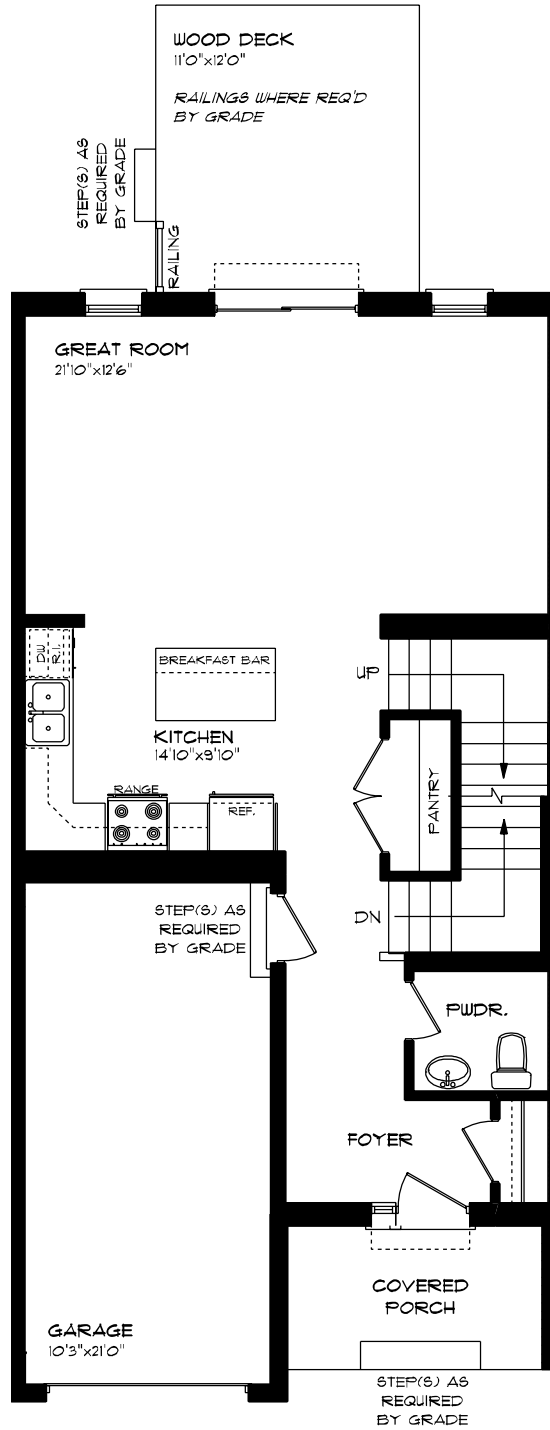 WOOD DECK
11'0"x12'0"
RAILINGS WHERE REQ'D
BY GRADE
STEP(S) AS
REQUIRED
BY GRADE
RAILING
GREAT ROOM
21'10"x12'6"
DW
R.I.
BREAKFAST BAR
UP
KITCHEN
14'10"x9'10"
RANGE
REF.
PANTRY
STEP(S) AS
REQUIRED
BY GRADE
DN
PWDR.
FOYER
COVERED
PORCH
GARAGE
10'3"x21'0"
STEP(S) AS
REQUIRED
BY GRADE